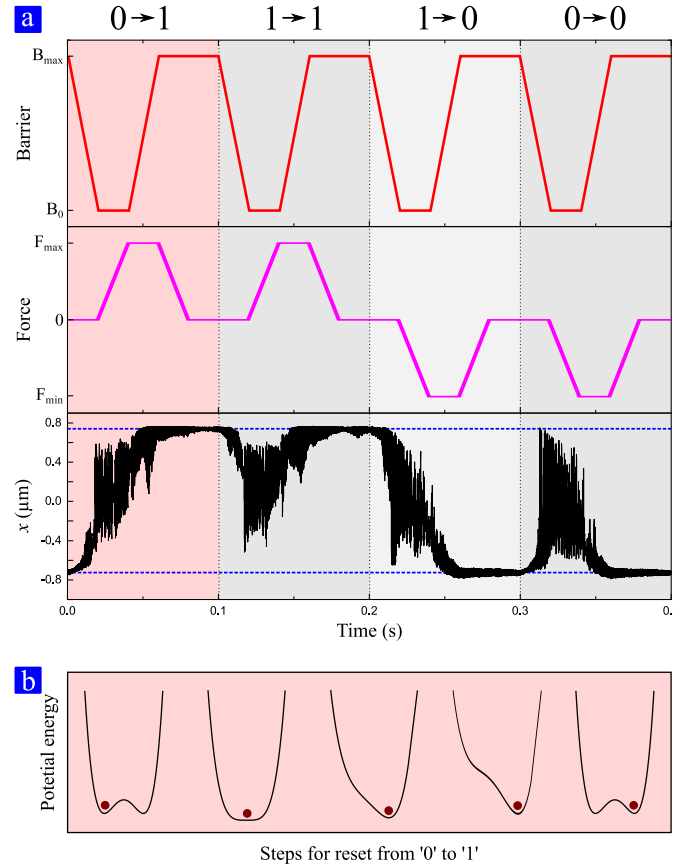 a
0→1 1→1 1→0 0→0
Barrier
Bmax
B0
Force
Fmax
0
Fmin
x (μm)
0.8
0.4
0.0
−0.4
−0.8
0.0 0.1 0.2 0.3 0.
Time (s)
b
Potetial energy
Steps for reset from '0' to '1'